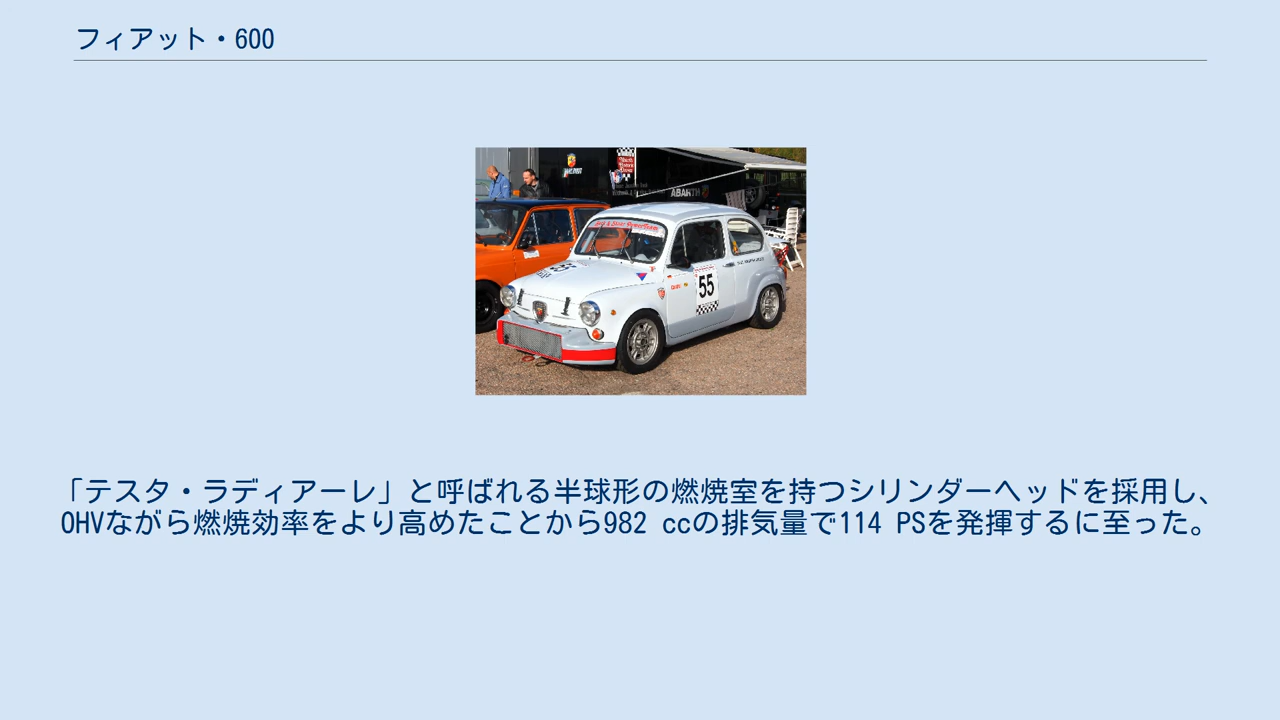 フィアット・600
ABARTH
55
55
「テスタ・ラディアーレ」と呼ばれる半球形の燃焼室を持つシリンダーヘッドを採用し、
OHVながら燃焼効率をより高めたことから982 ccの排気量で114 PSを発揮するに至った。